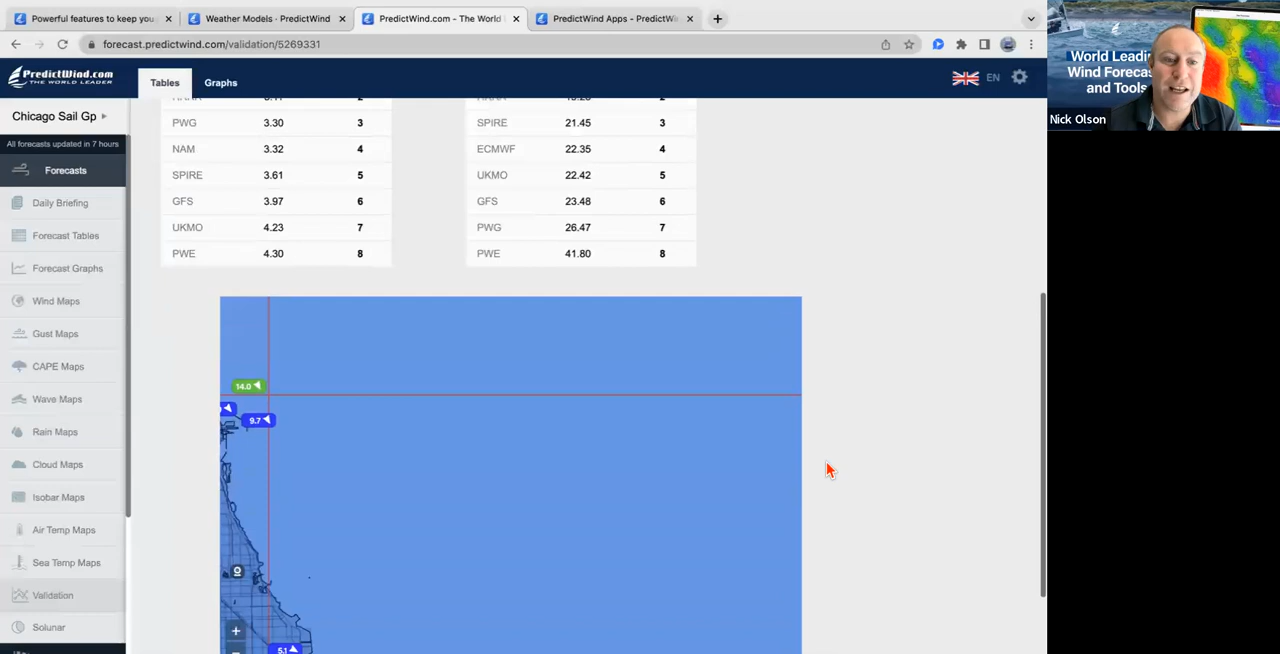 Powerful features to keep you
Weather Models - PredictWind
PredictWind.com - The World
PredictWind Apps - PredictWi
forecast.predictwind.com/validation/5269331
PredictWind.com
THE WORLD LEADER
Tables
Graphs
EN
Chicago Sail Gp
All forecasts updated in 7 hours
Forecasts
Daily Briefing
Forecast Tables
Forecast Graphs
Wind Maps
Gust Maps
CAPE Maps
Wave Maps
Rain Maps
Cloud Maps
Isobar Maps
Air Temp Maps
Sea Temp Maps
Validation
Solunar
PWG 3.30 3
NAM 3.32 4
SPIRE 3.61 5
GFS 3.97 6
UKMO 4.23 7
PWE 4.30 8
SPIRE 21.45 3
ECMWF 22.35 4
UKMO 22.42 5
GFS 23.48 6
PWG 26.47 7
PWE 41.80 8
14.0
9.7
5.1
World Leadi
Wind Forecas
and Tools
Nick Olson